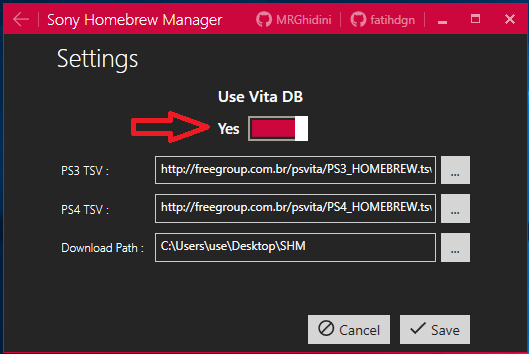 Sony Homebrew Manager MRGhidini fatihdgn
Settings
Use Vita DB
Yes
PS3 TSV : http://freegroup.com.br/psvita/PS3_HOMEBREW.tsv ...
PS4 TSV : http://freegroup.com.br/psvita/PS4_HOMEBREW.tsv ...
Download Path : C:\Users\use\Desktop\SHM ...
Cancel Save